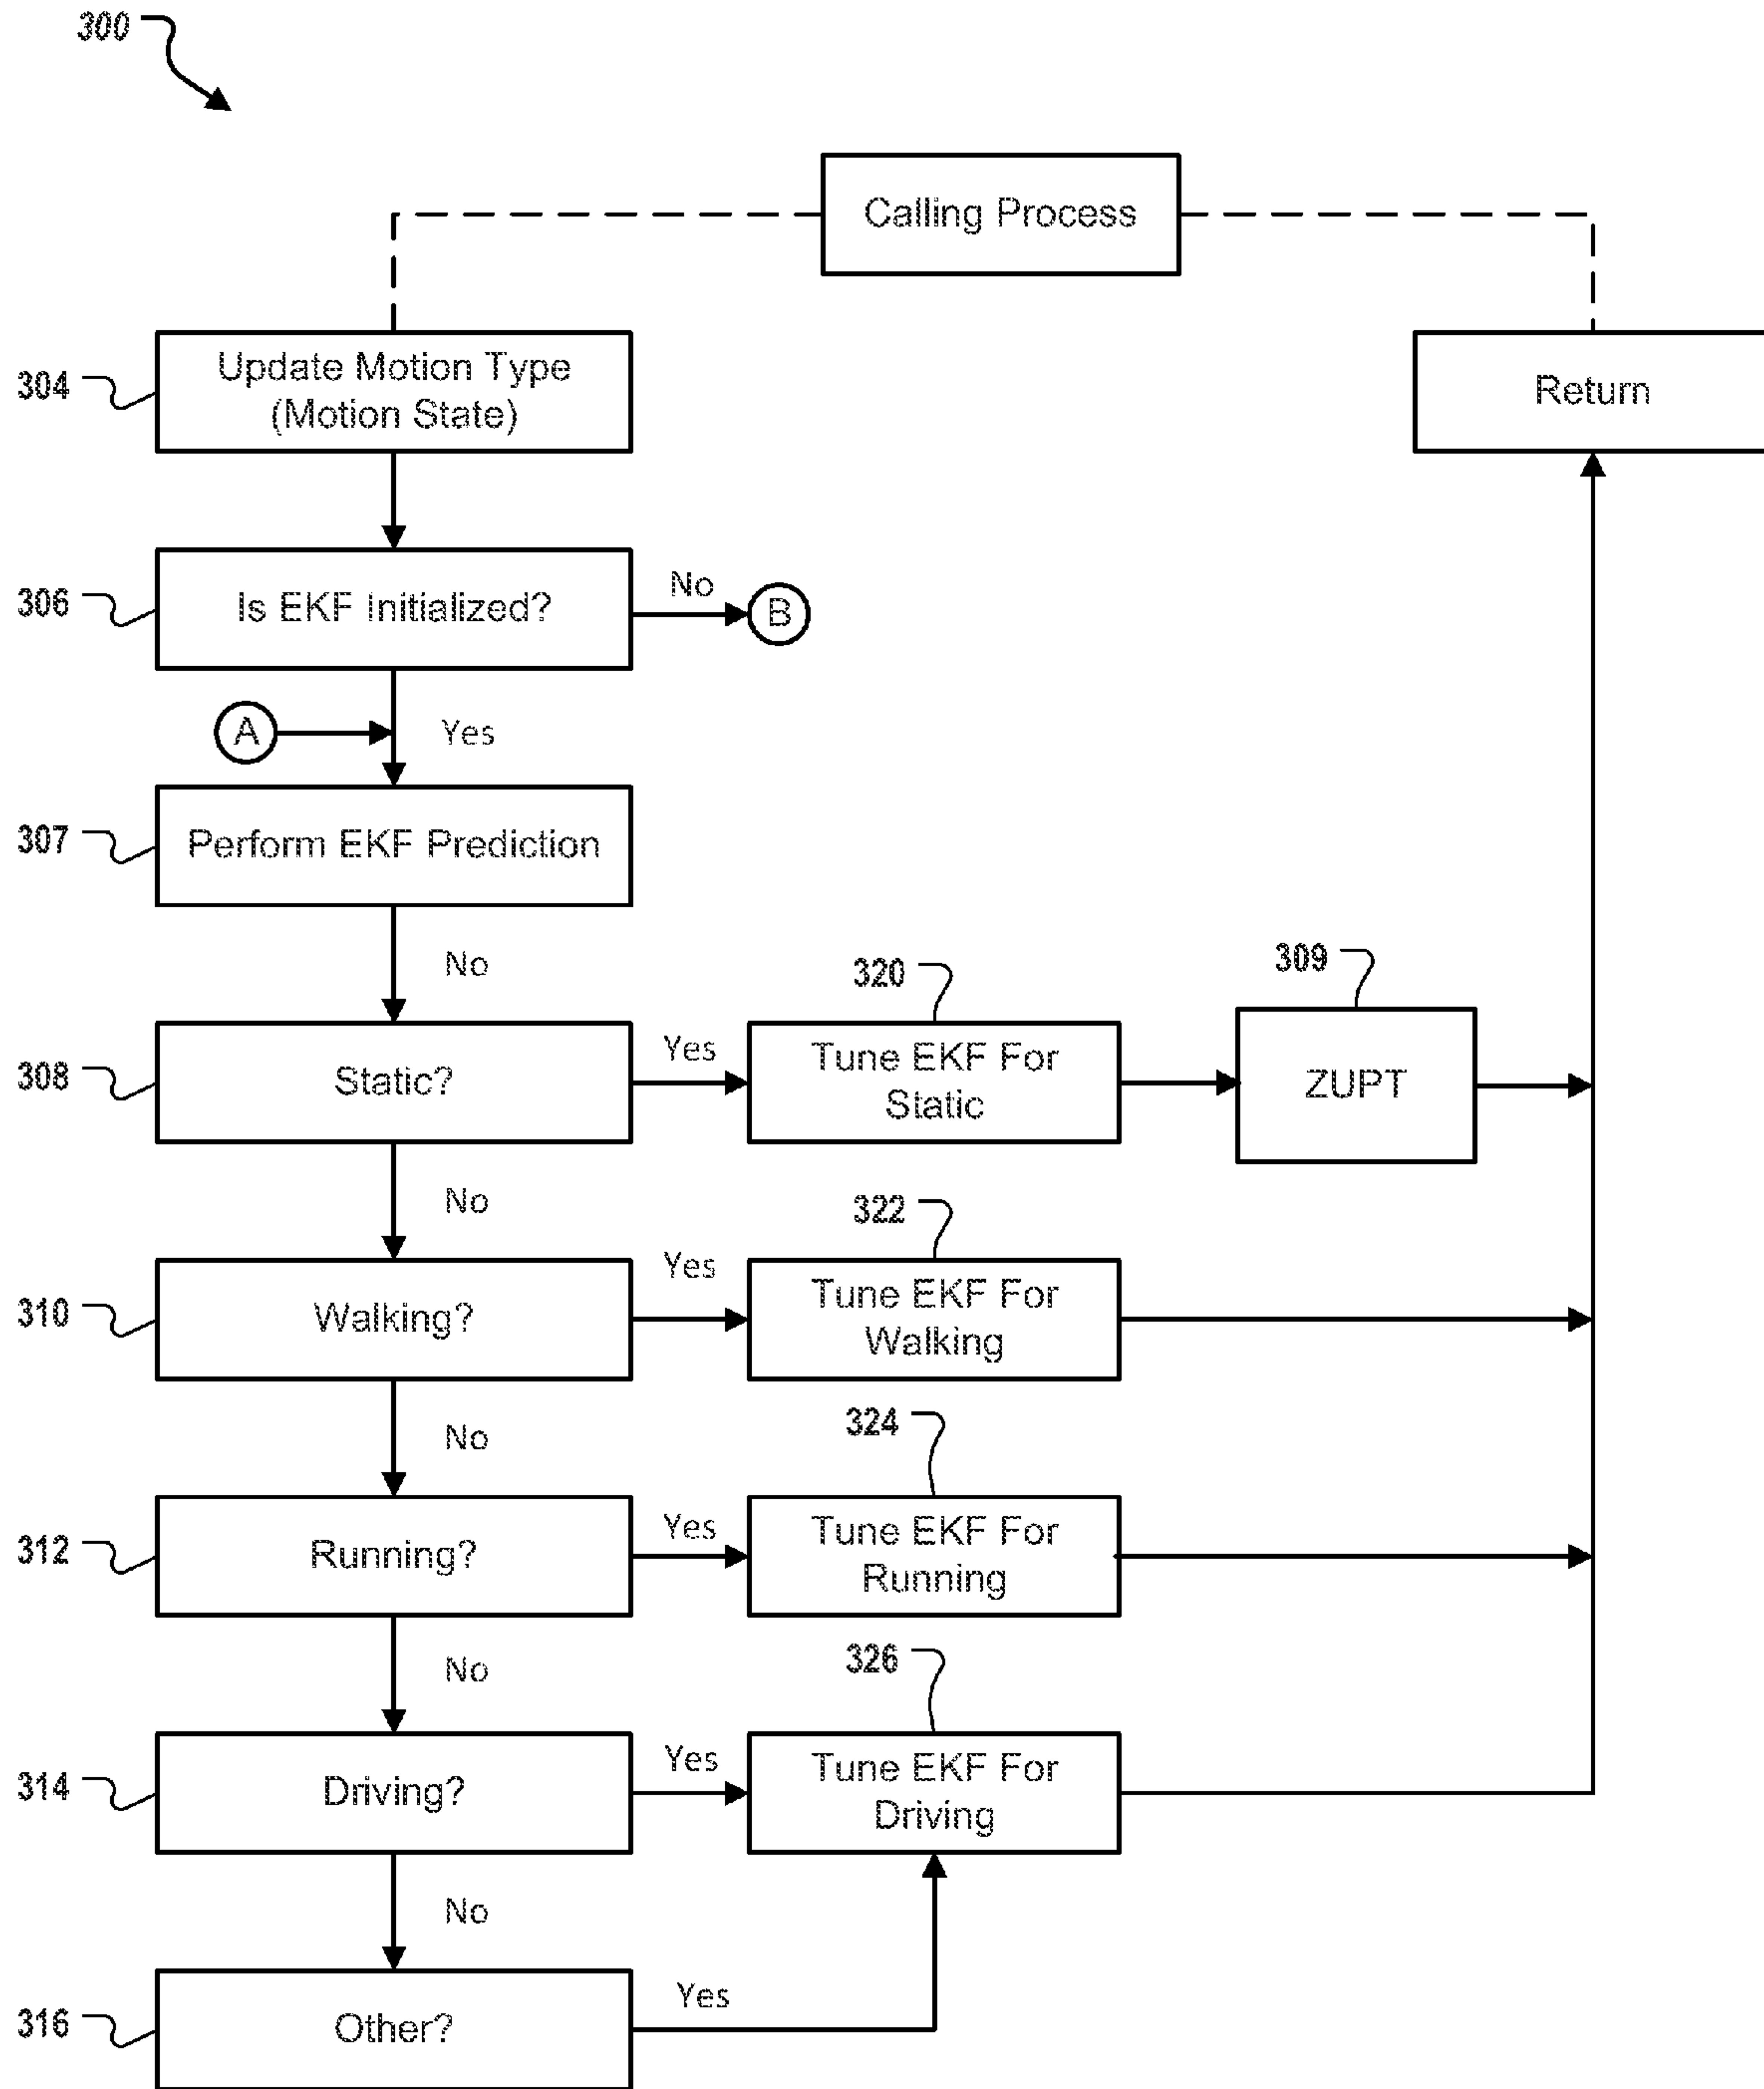 300
Calling Process
304
Update Motion Type
(Motion State)
Return
306
Is EKF Initialized?
No
B
A
Yes
307
Perform EKF Prediction
No
320
309
308
Static?
Yes
Tune EKF For
Static
ZUPT
No
322
310
Walking?
Yes
Tune EKF For
Walking
No
324
312
Running?
Yes
Tune EKF For
Running
No
326
314
Driving?
Yes
Tune EKF For
Driving
No
316
Other?
Yes